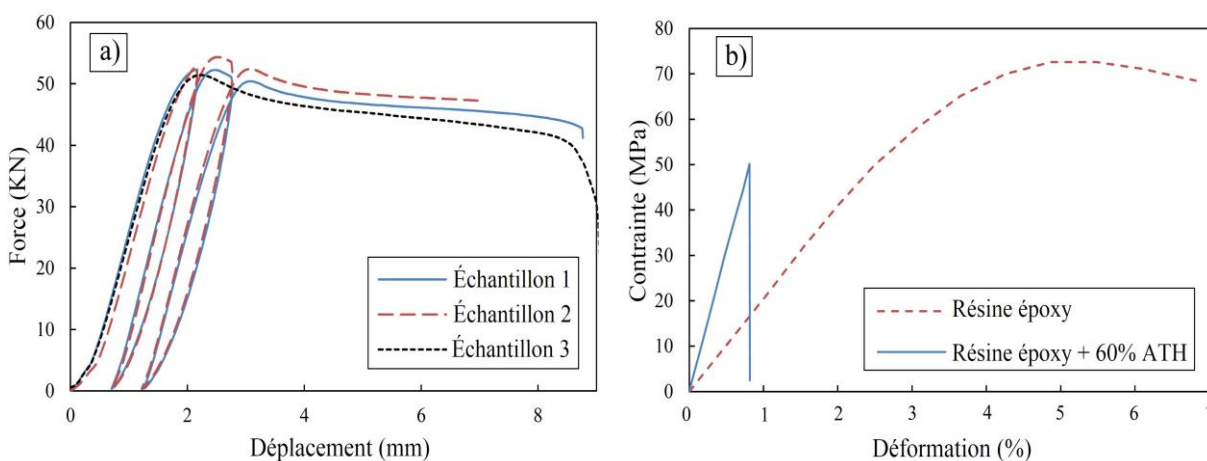 a)
60
50
40
30
20
10
0
Force (KN)
0 2 4 6 8
Déplacement (mm)
Échantillon 1
Échantillon 2
Échantillon 3
b)
80
70
60
50
40
30
20
10
0
Contrainte (MPa)
0 1 2 3 4 5 6 7
Déformation (%)
Résine époxy
Résine époxy + 60% ATH